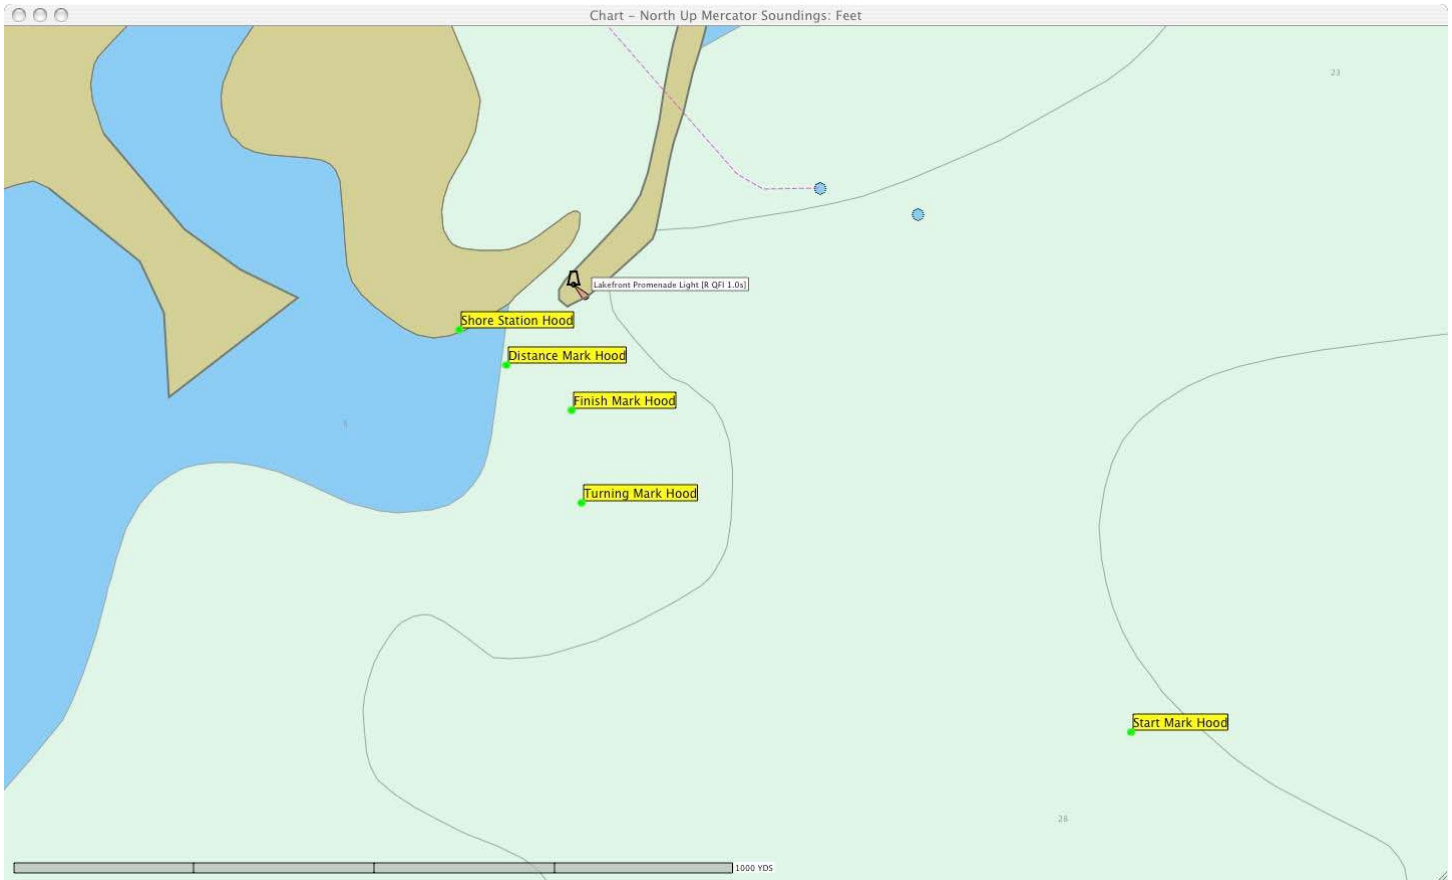 Chart – North Up Mercator Soundings: Feet
23
Lakefront Promenade Light [R QFl 1.0s]
Shore Station Hood
Distance Mark Hood
Finish Mark Hood
Turning Mark Hood
Start Mark Hood
28
1000 YDS